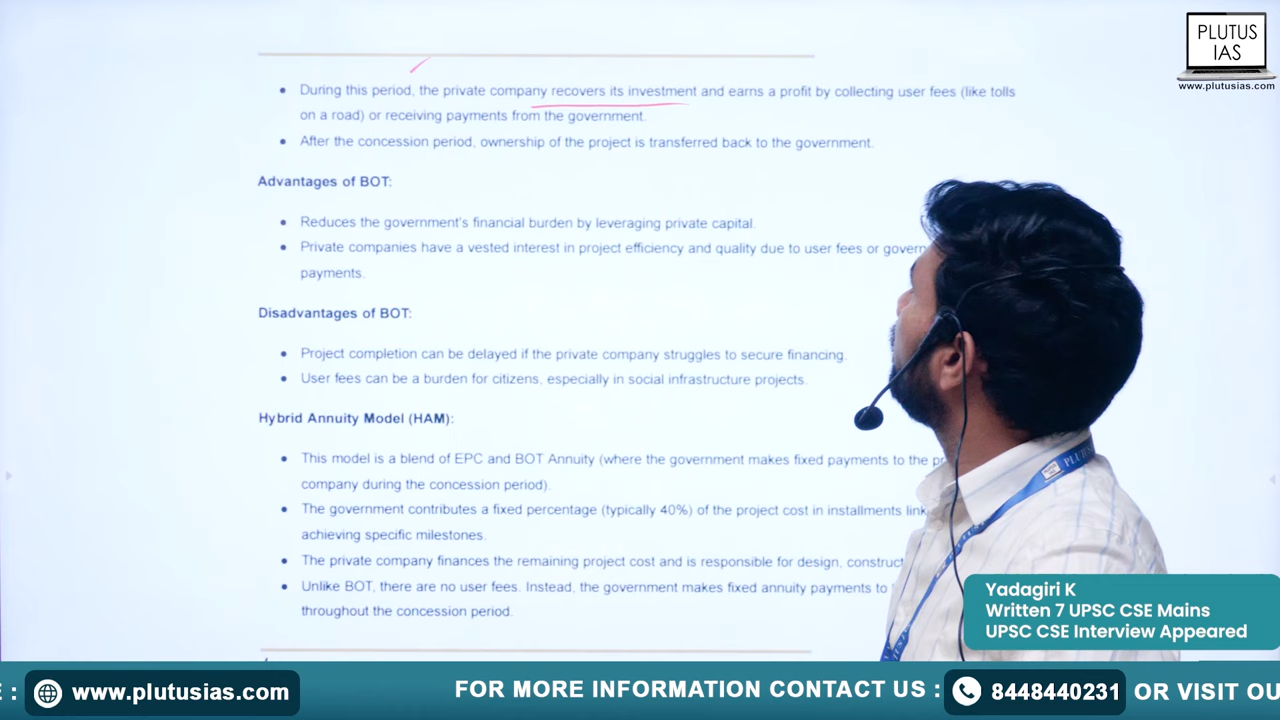 PLUTUS
IAS
www.plutusias.com
During this period, the private company recovers its investment and earns a profit by collecting user fees (like tolls
on a road) or receiving payments from the government.
After the concession period, ownership of the project is transferred back to the government.
Advantages of BOT:
Reduces the government's financial burden by leveraging private capital.
Private companies have a vested interest in project efficiency and quality due to user fees or govern
payments.
Disadvantages of BOT:
Project completion can be delayed if the private company struggles to secure financing.
User fees can be a burden for citizens, especially in social infrastructure projects.
Hybrid Annuity Model (HAM):
This model is a blend of EPC and BOT Annuity (where the government makes fixed payments to the pr
company during the concession period).
The government contributes a fixed percentage (typically 40%) of the project cost in installments link
achieving specific milestones.
The private company finances the remaining project cost and is responsible for design, construct
Unlike BOT, there are no user fees. Instead, the government makes fixed annuity payments to
throughout the concession period.
PLUTUS
Yadagiri K
Written 7 UPSC CSE Mains
UPSC CSE Interview Appeared
E : www.plutusias.com FOR MORE INFORMATION CONTACT US : 8448440231 OR VISIT OU